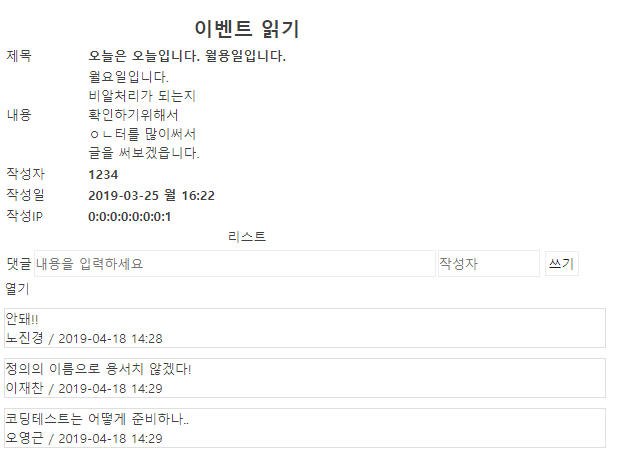 이벤트 읽기
제목 오늘은 오늘입니다. 월용일입니다.
월요일입니다.
비알처리가 되는지
내용 확인하기위해서
ㅇㄴ터를 많이써서
글을 써보겠읍니다.
작성자 1234
작성일 2019-03-25 월 16:22
작성IP 0:0:0:0:0:0:0:1
리스트
댓글 내용을 입력하세요 작성자 쓰기
열기
안돼!!
노진경 / 2019-04-18 14:28
정의의 이름으로 용서치 않겠다!
이재찬 / 2019-04-18 14:29
코딩테스트는 어떻게 준비하나..
오영근 / 2019-04-18 14:29